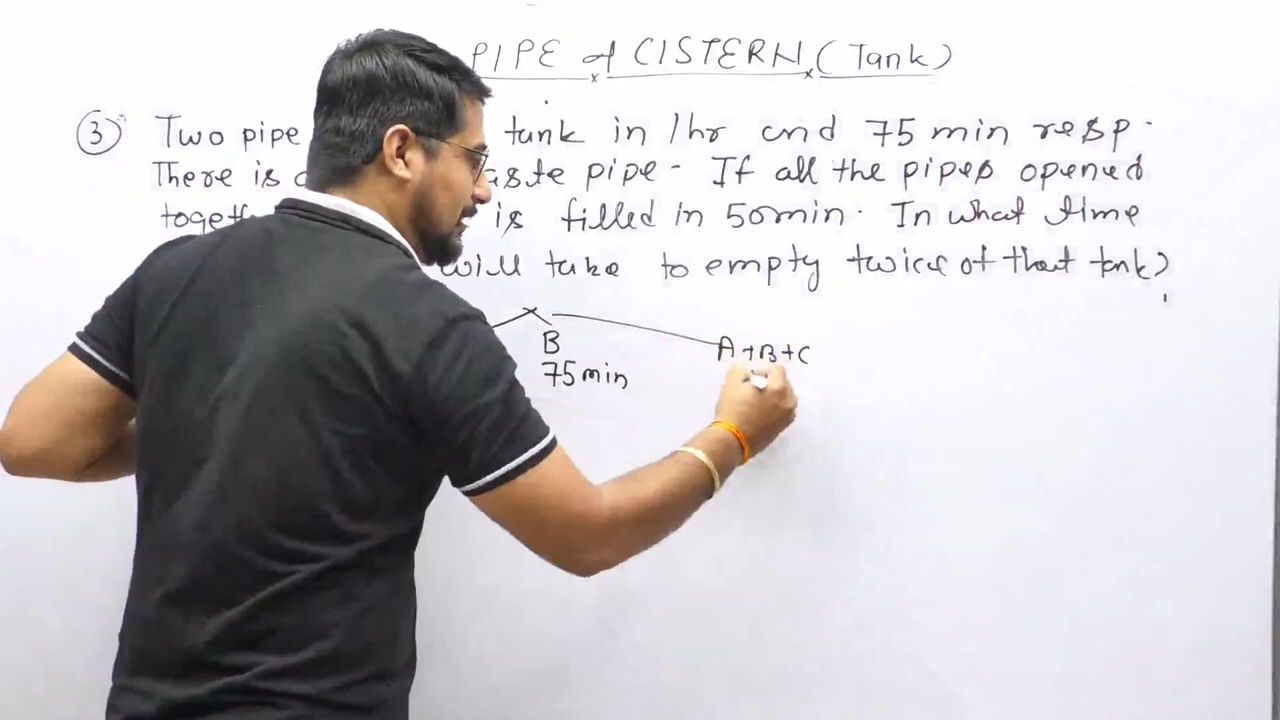 PIPE of CISTERN (Tank)
③ Two pipe tank in 1hr and 75 min resp.
There is aste pipe - If all the pipes opened
toget is filled in 50min. In what time
will take to empty twice of that tank?
B A+B+C
75min